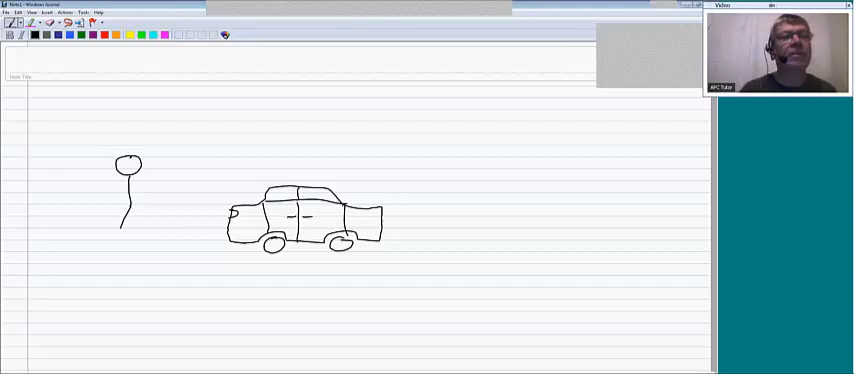 Note1 - Windows Journal
Video
File Edit View Insert Actions Tools Help
Note Title
APC Tutor